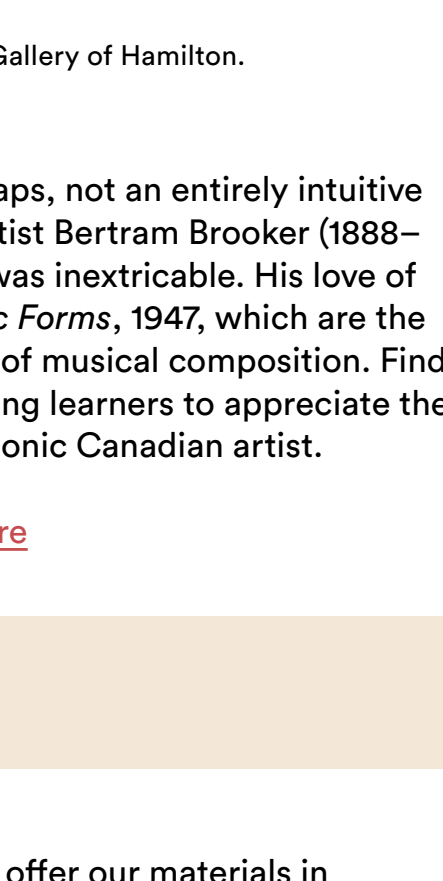 Gallery of Hamilton.
aps, not an entirely intuitive
tist Bertram Brooker (1888–
was inextricable. His love of
c Forms, 1947, which are the
of musical composition. Find
ng learners to appreciate the
onic Canadian artist.
re
offer our materials in